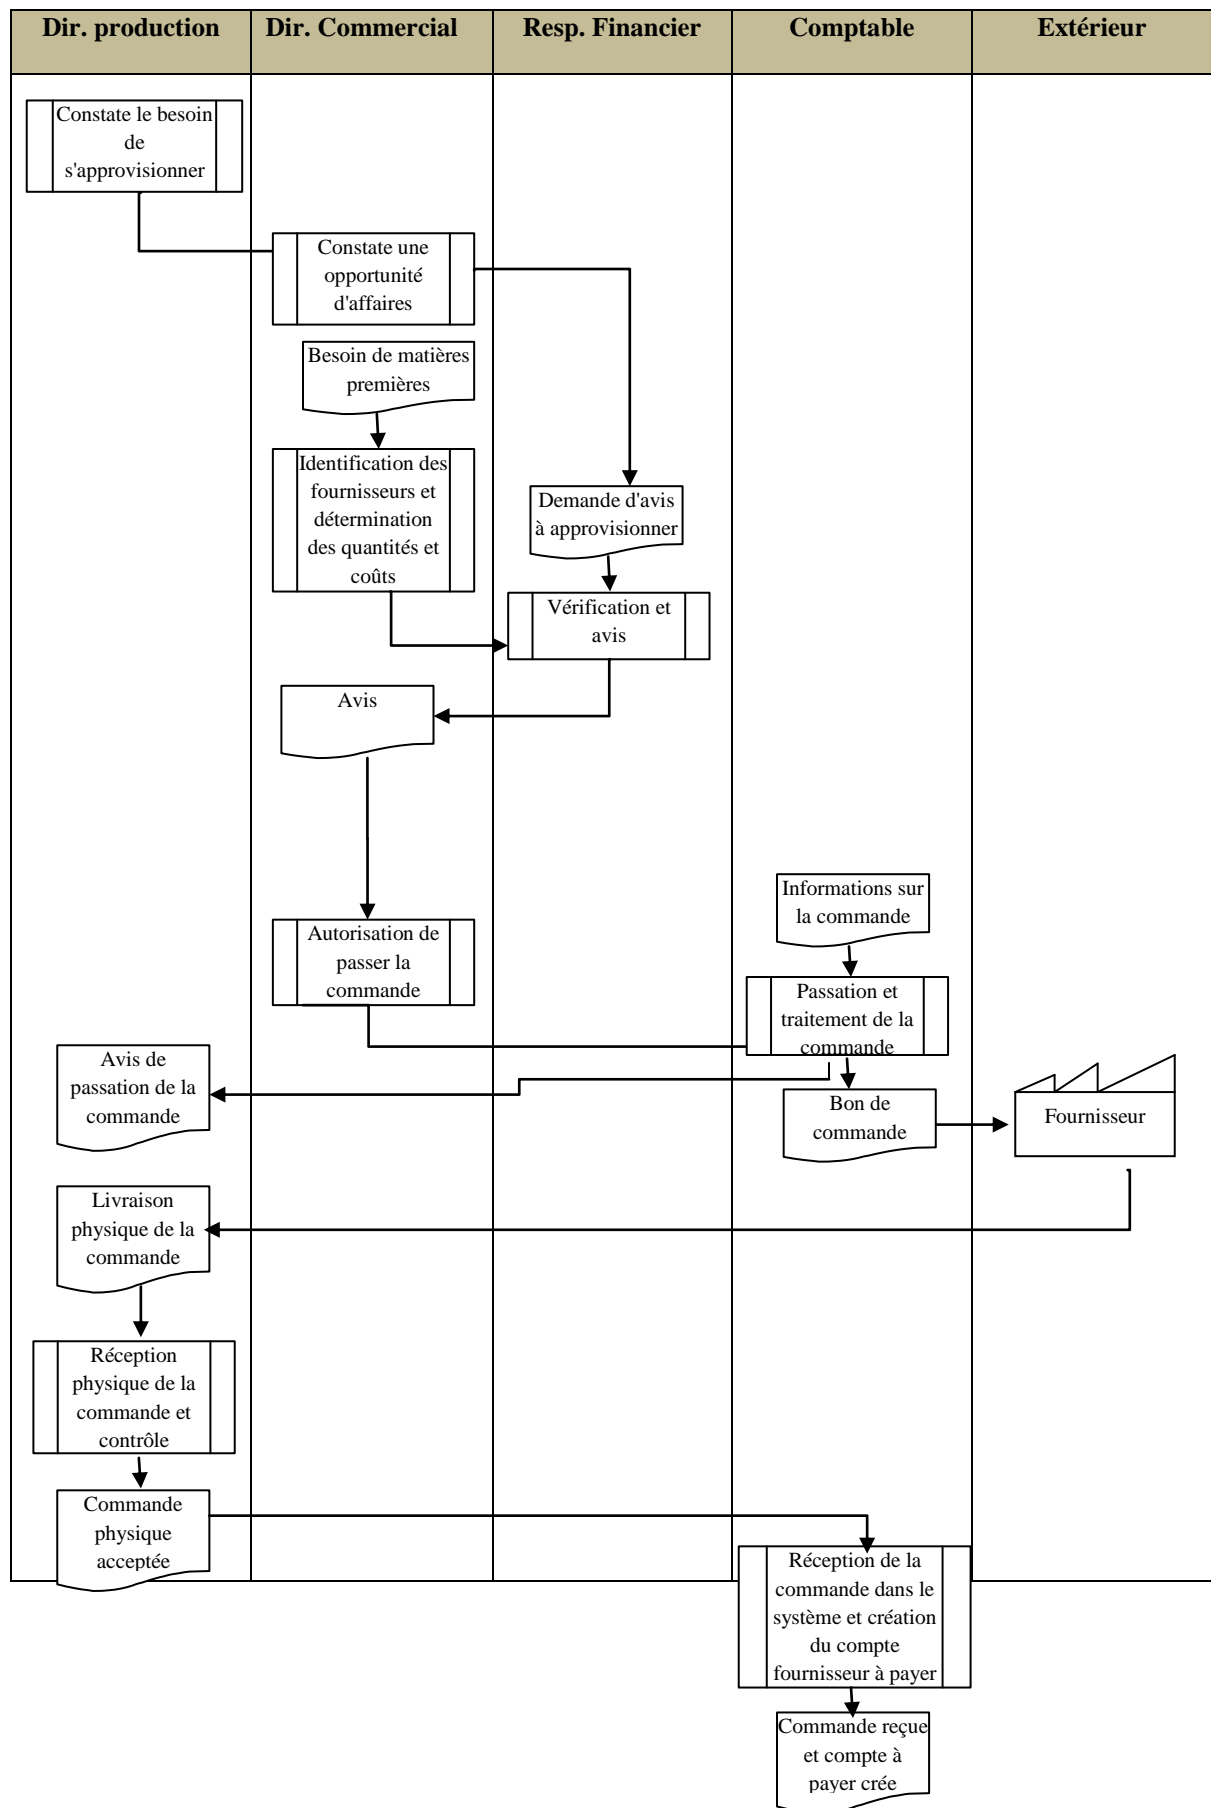 Dir. production
Dir. Commercial
Resp. Financier
Comptable
Extérieur
Constate le besoin
de
s'approvisionner
Constate une
opportunité
d'affaires
Besoin de matières
premières
Identification des
fournisseurs et
détermination
des quantités et
coûts
Demande d'avis
à approvisionner
Vérification et
avis
Avis
Informations sur
la commande
Autorisation de
passer la
commande
Passation et
traitement de la
commande
Avis de
passation de la
commande
Bon de
commande
Fournisseur
Livraison
physique de la
commande
Réception
physique de la
commande et
contrôle
Commande
physique
acceptée
Réception de la
commande dans le
système et création
du compte
fournisseur à payer
Commande reçue
et compte à
payer crée